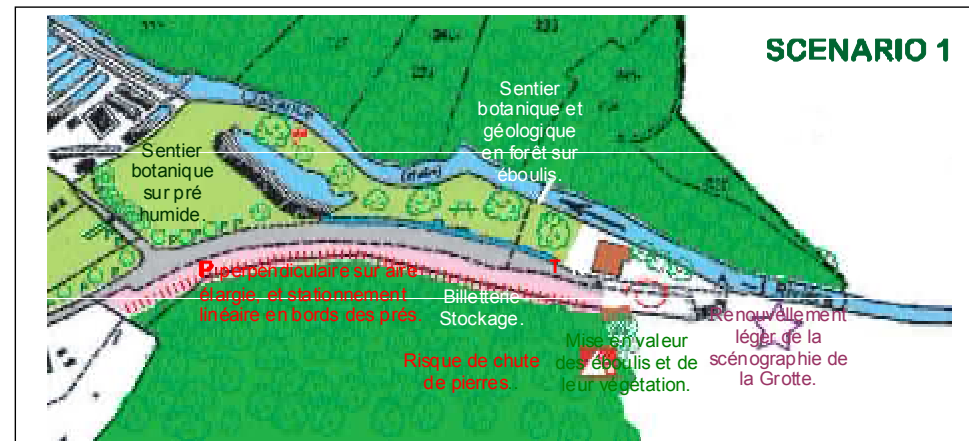 SCENARIO 1
Sentier
botanique et
géologique
en forêt sur
éboulis.
Sentier
botanique
sur pré
humide.
P perpendiculaire sur aire
élargie, et stationnement
linéaire en bords des prés.
T
Billetterie
Stockage.
Risque de chute
de pierres.
Mise en valeur
des éboulis et de
leur végétation.
Renouvellement
léger de la
scénographie de
la Grotte.